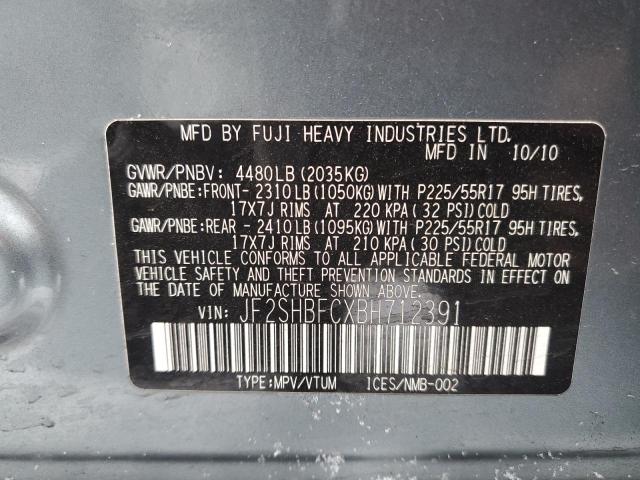 MFD BY FUJI HEAVY INDUSTRIES LTD.
MFD IN 10/10
GVWR/PNBV: 4480LB (2035KG)
GAWR/PNBE:FRONT- 2310LB (1050KG) WITH P225/55R17 95H TIRES,
17X7J RIMS AT 220 KPA (32 PSI) COLD
GAWR/PNBE:REAR - 2410LB (1095KG) WITH P225/55R17 95H TIRES,
17X7J RIMS AT 210 KPA (30 PSI) COLD
THIS VEHICLE CONFORMS TO ALL APPLICABLE FEDERAL MOTOR
VEHICLE SAFETY AND THEFT PREVENTION STANDARDS IN EFFECT
ON THE DATE OF MANUFACTURE SHOWN ABOVE.
VIN: JF2SHBFCXBH712391
TYPE:MPV/VTUM ICES/NMB-002